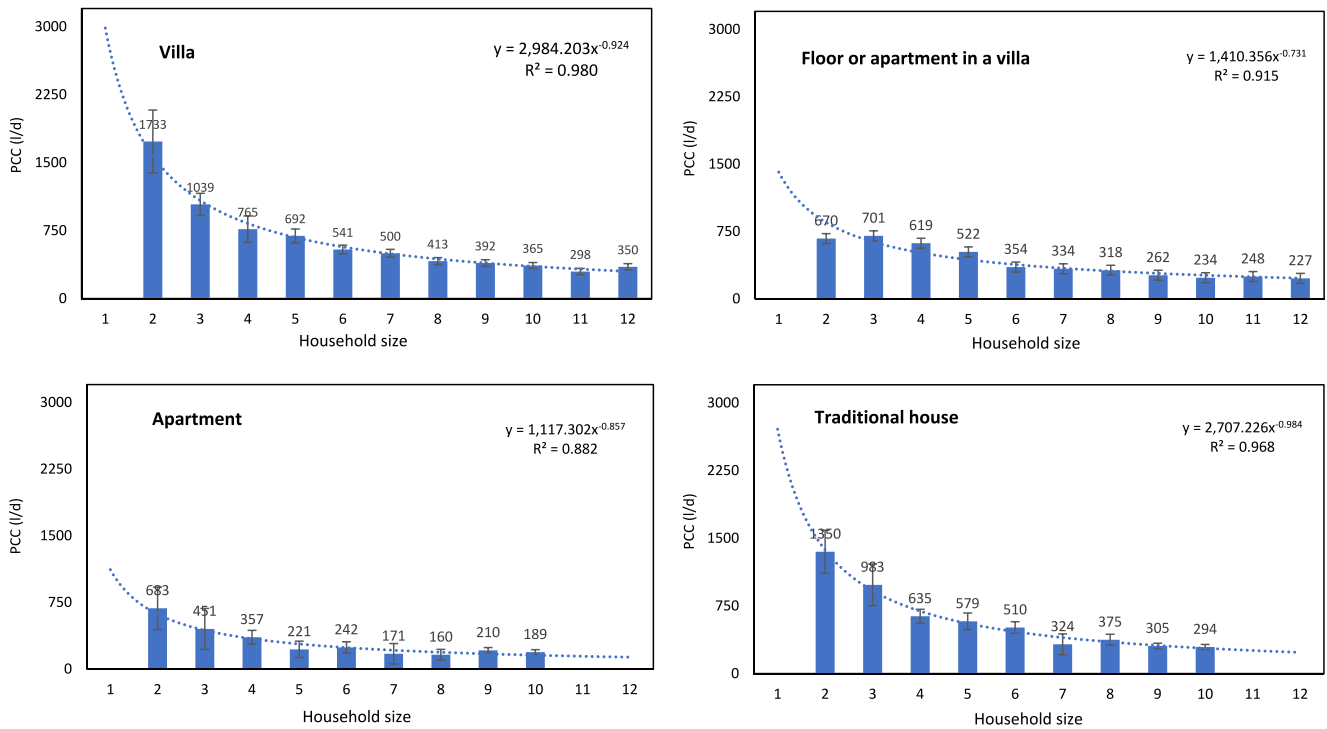 Villa
y = 2,984.203x^-0.924
R² = 0.980
PCC (l/d)
3000
2250
1500
750
0
1733
1039
765
692
541
500
413
392
365
298
350
1 2 3 4 5 6 7 8 9 10 11 12
Household size
Floor or apartment in a villa
y = 1,410.356x^-0.731
R² = 0.915
PCC (l/d)
3000
2250
1500
750
0
670
701
619
522
354
334
318
262
234
248
227
1 2 3 4 5 6 7 8 9 10 11 12
Household size
Apartment
y = 1,117.302x^-0.857
R² = 0.882
PCC (l/d)
3000
2250
1500
750
0
683
451
357
221
242
171
160
210
189
1 2 3 4 5 6 7 8 9 10 11 12
Household size
Traditional house
y = 2,707.226x^-0.984
R² = 0.968
PCC (l/d)
3000
2250
1500
750
0
1350
983
635
579
510
324
375
305
294
1 2 3 4 5 6 7 8 9 10 11 12
Household size